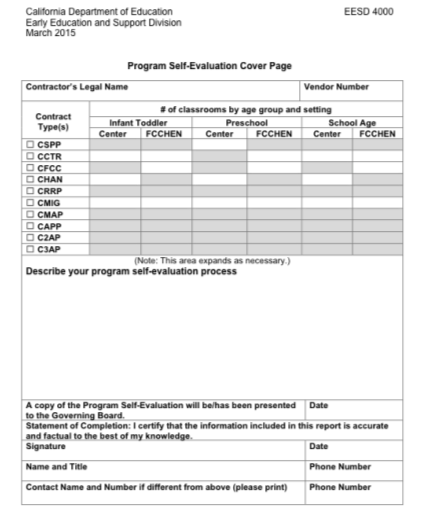 California Department of Education
EESD 4000
Early Education and Support Division
March 2015
Program Self-Evaluation Cover Page
Contractor's Legal Name
Vendor Number
Contract Type(s)
# of classrooms by age group and setting
Infant Toddler
Preschool
School Age
Center
FCCHEN
Center
FCCHEN
Center
FCCHEN
☐ CSPP
☐ CCTR
☐ CFCC
☐ CHAN
☐ CRRP
☐ CMIG
☐ CMAP
☐ CAPP
☐ C2AP
☐ C3AP
(Note: This area expands as necessary.)
Describe your program self-evaluation process
A copy of the Program Self-Evaluation will be/has been presented
to the Governing Board.
Date
Statement of Completion: I certify that the information included in this report is accurate
and factual to the best of my knowledge.
Signature
Date
Name and Title
Phone Number
Contact Name and Number if different from above (please print)
Phone Number